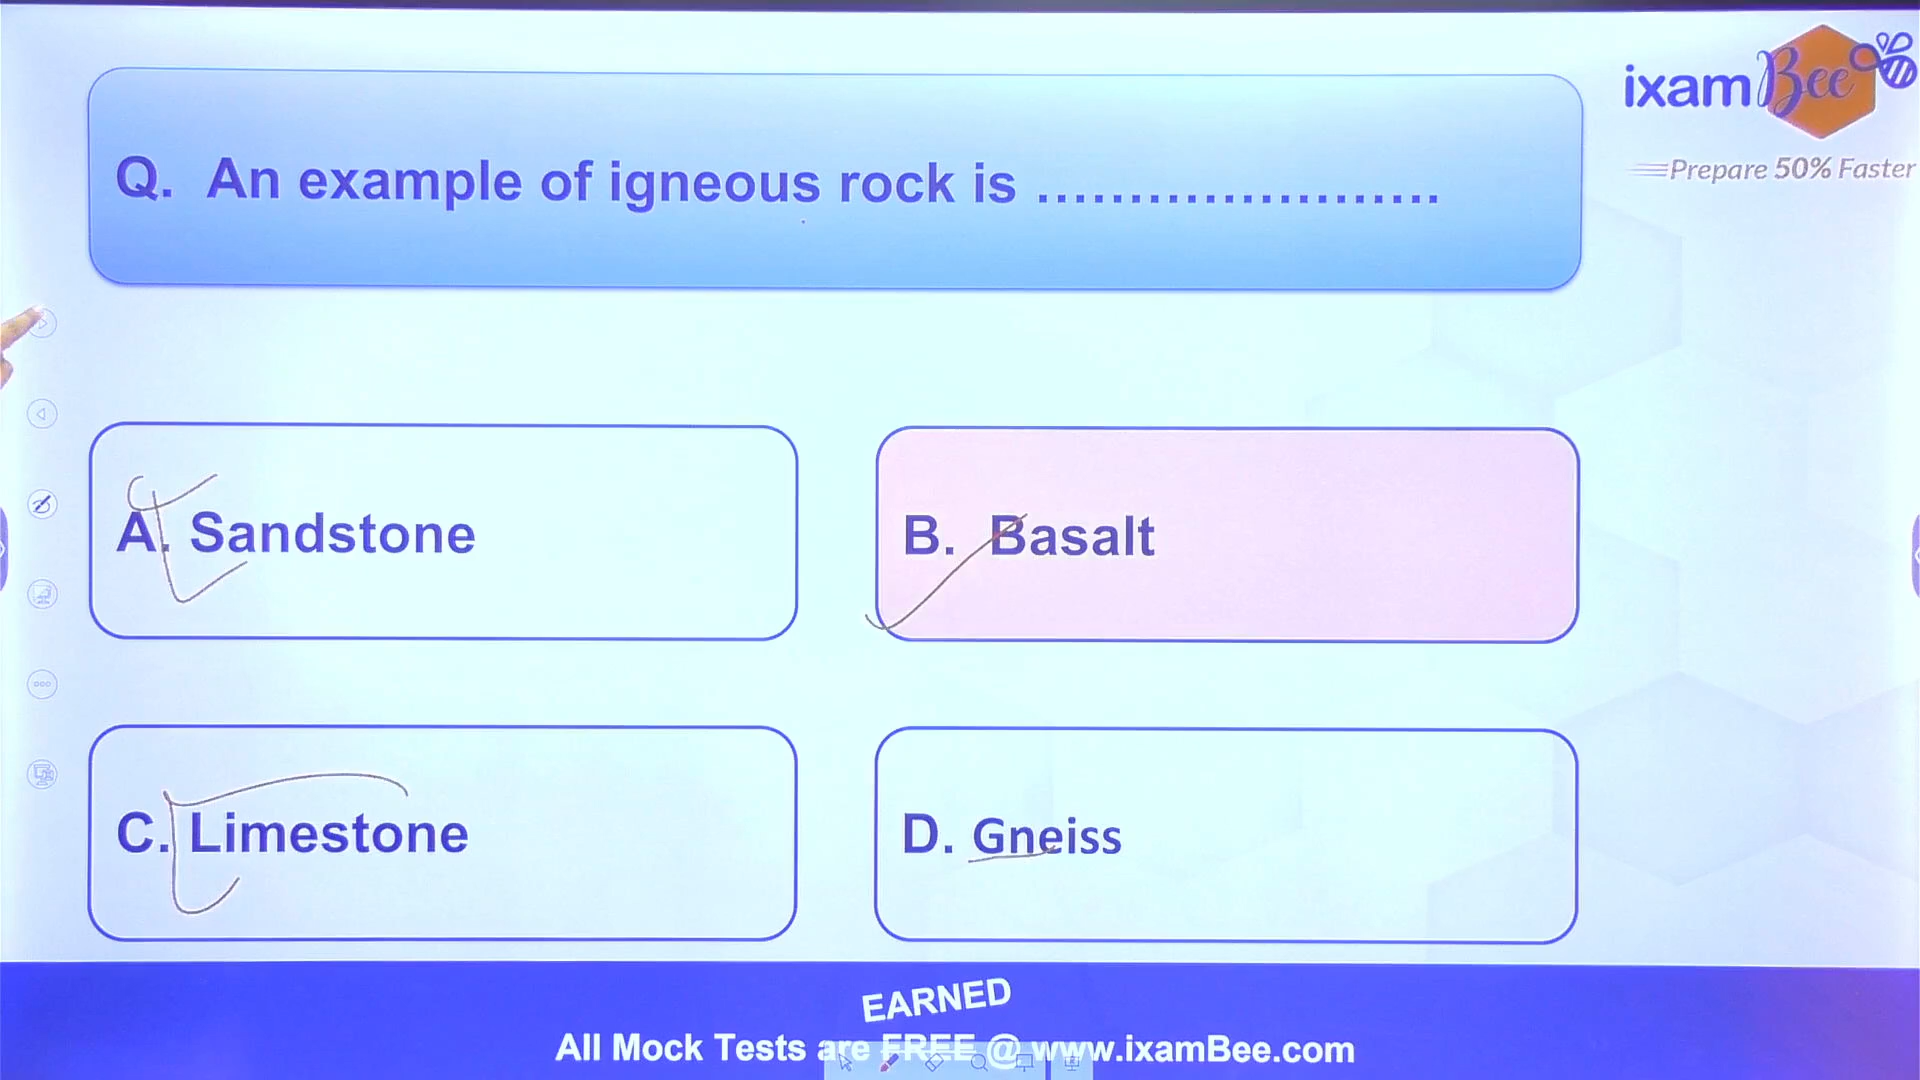 ixamBee
Prepare 50% Faster
Q. An example of igneous rock is ......................
A. Sandstone
B. Basalt
C. Limestone
D. Gneiss
EARNED
All Mock Tests are FREE @ www.ixamBee.com